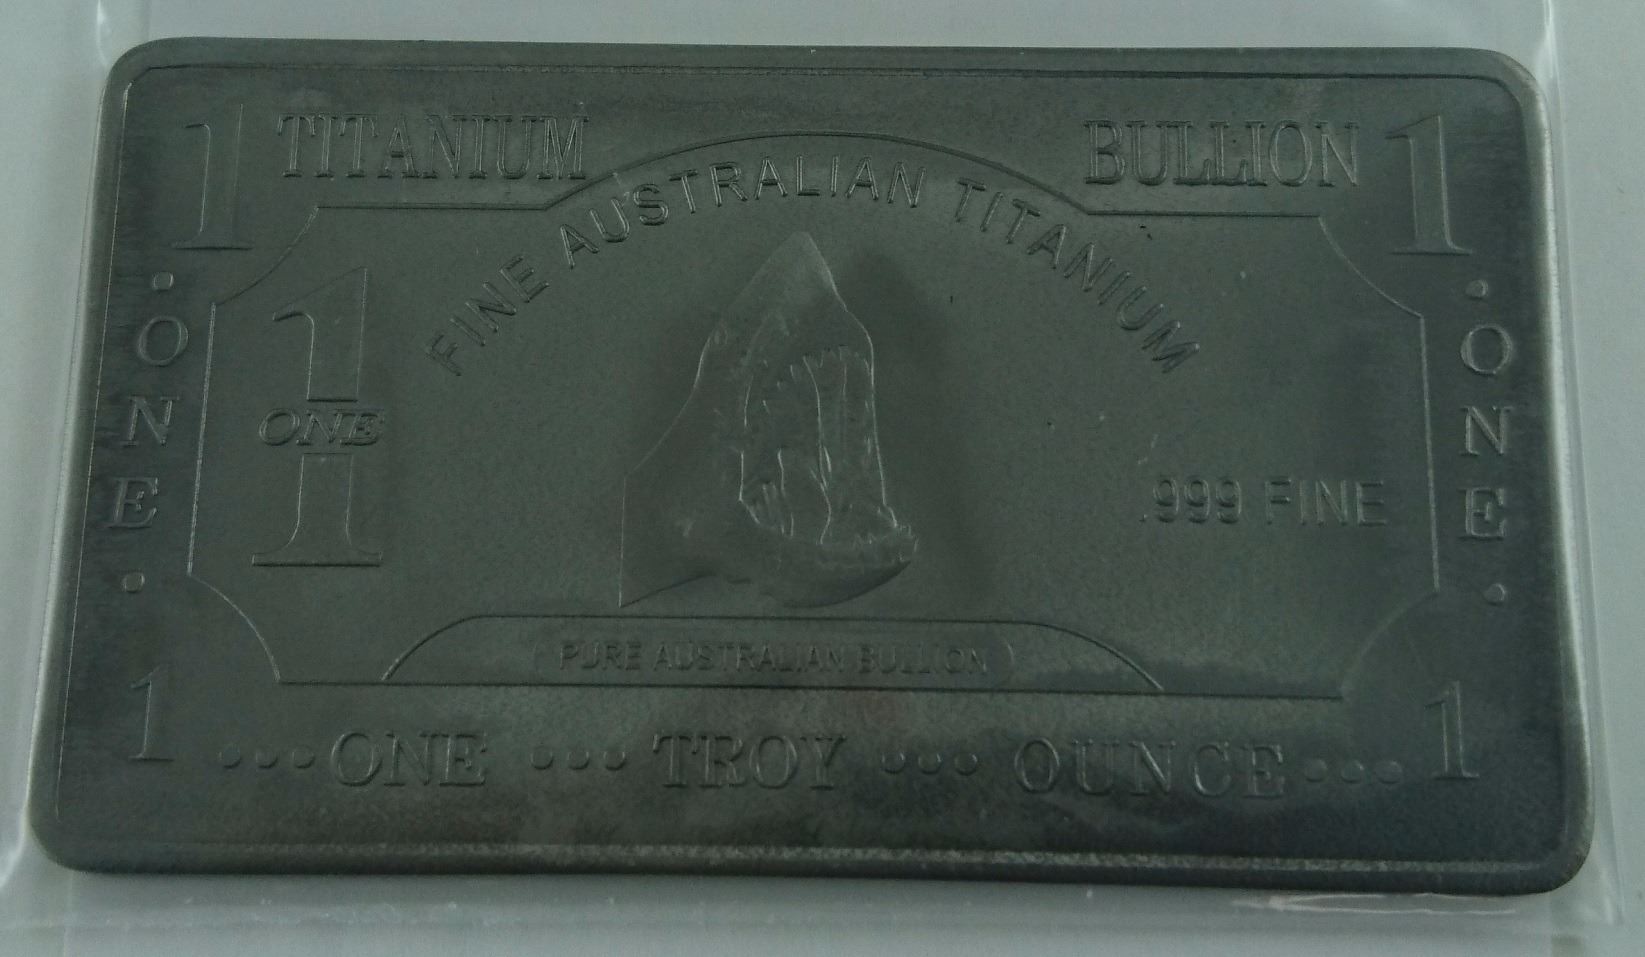 1 TITANIUM BULLION 1
FINE AUSTRALIAN TITANIUM
• ONE •
1
ONE
1
.999 FINE
• ONE •
PURE AUSTRALIAN BULLION
1 ••• ONE ••• TROY ••• OUNCE ••• 1